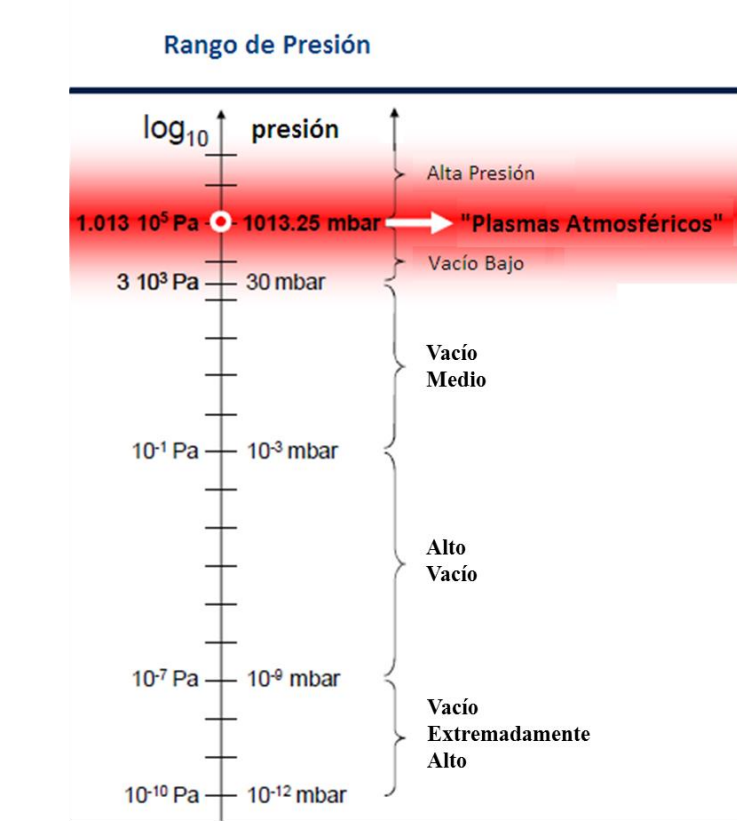 Rango de Presión
log₁₀ presión
Alta Presión
1.013 10⁵ Pa 1013.25 mbar "Plasmas Atmosféricos"
Vacío Bajo
3 10³ Pa 30 mbar
Vacío
Medio
10⁻¹ Pa 10⁻³ mbar
Alto
Vacío
10⁻⁷ Pa 10⁻⁹ mbar
Vacío
Extremadamente
Alto
10⁻¹⁰ Pa 10⁻¹² mbar